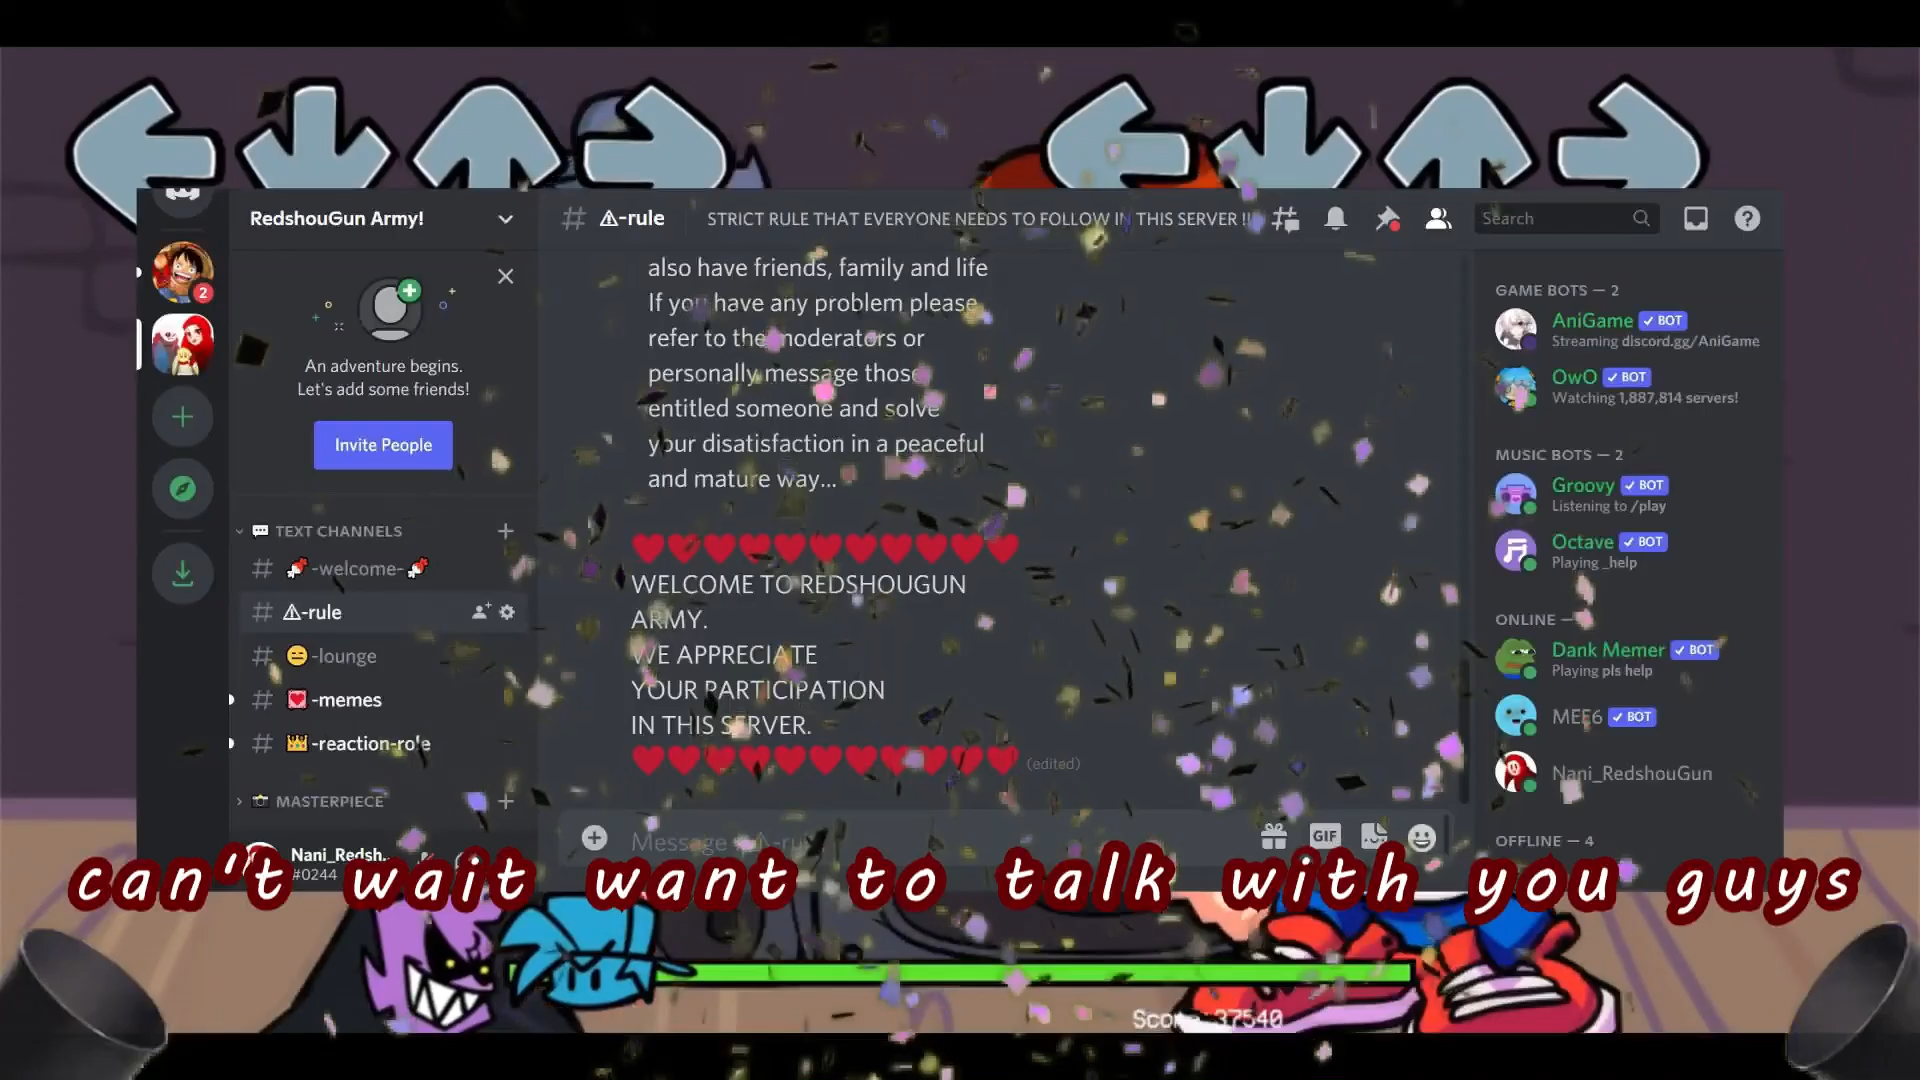 RedshouGun Army!
⚠-rule
STRICT RULE THAT EVERYONE NEEDS TO FOLLOW IN THIS SERVER !!
Search
2
An adventure begins.
Let's add some friends!
Invite People
TEXT CHANNELS
-welcome-
⚠-rule
-lounge
-memes
-reaction-role
MASTERPIECE
Nani_Redsh...
#0244
also have friends, family and life
If you have any problem please
refer to the moderators or
personally message those
entitled someone and solve
your disatisfaction in a peaceful
and mature way...
WELCOME TO REDSHOUGUN
ARMY.
WE APPRECIATE
YOUR PARTICIPATION
IN THIS SERVER.
(edited)
Message
GIF
GAME BOTS — 2
AniGame BOT
Streaming discord.gg/AniGame
OwO BOT
Watching 1,887,814 servers!
MUSIC BOTS — 2
Groovy BOT
Listening to /play
Octave BOT
Playing _help
ONLINE —
Dank Memer BOT
Playing pls help
MEE6 BOT
Nani_RedshouGun
OFFLINE — 4
can't wait want to talk with you guys
Score: 37540